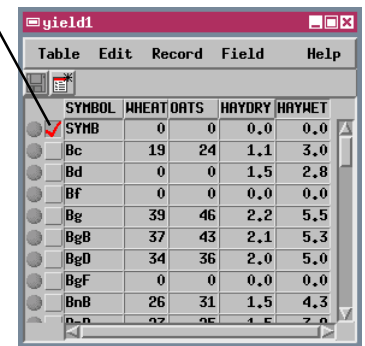 yield1
Table Edit Record Field Help
SYMBOL WHEAT OATS HAYDRY HAYWET
SYMB 0 0 0.0 0.0
Bc 19 24 1.1 3.0
Bd 0 0 1.5 2.8
Bf 0 0 0.0 0.0
Bg 39 46 2.2 5.5
BgB 37 43 2.1 5.3
BgD 34 36 2.0 5.0
BgF 0 0 0.0 0.0
BnB 26 31 1.5 4.3